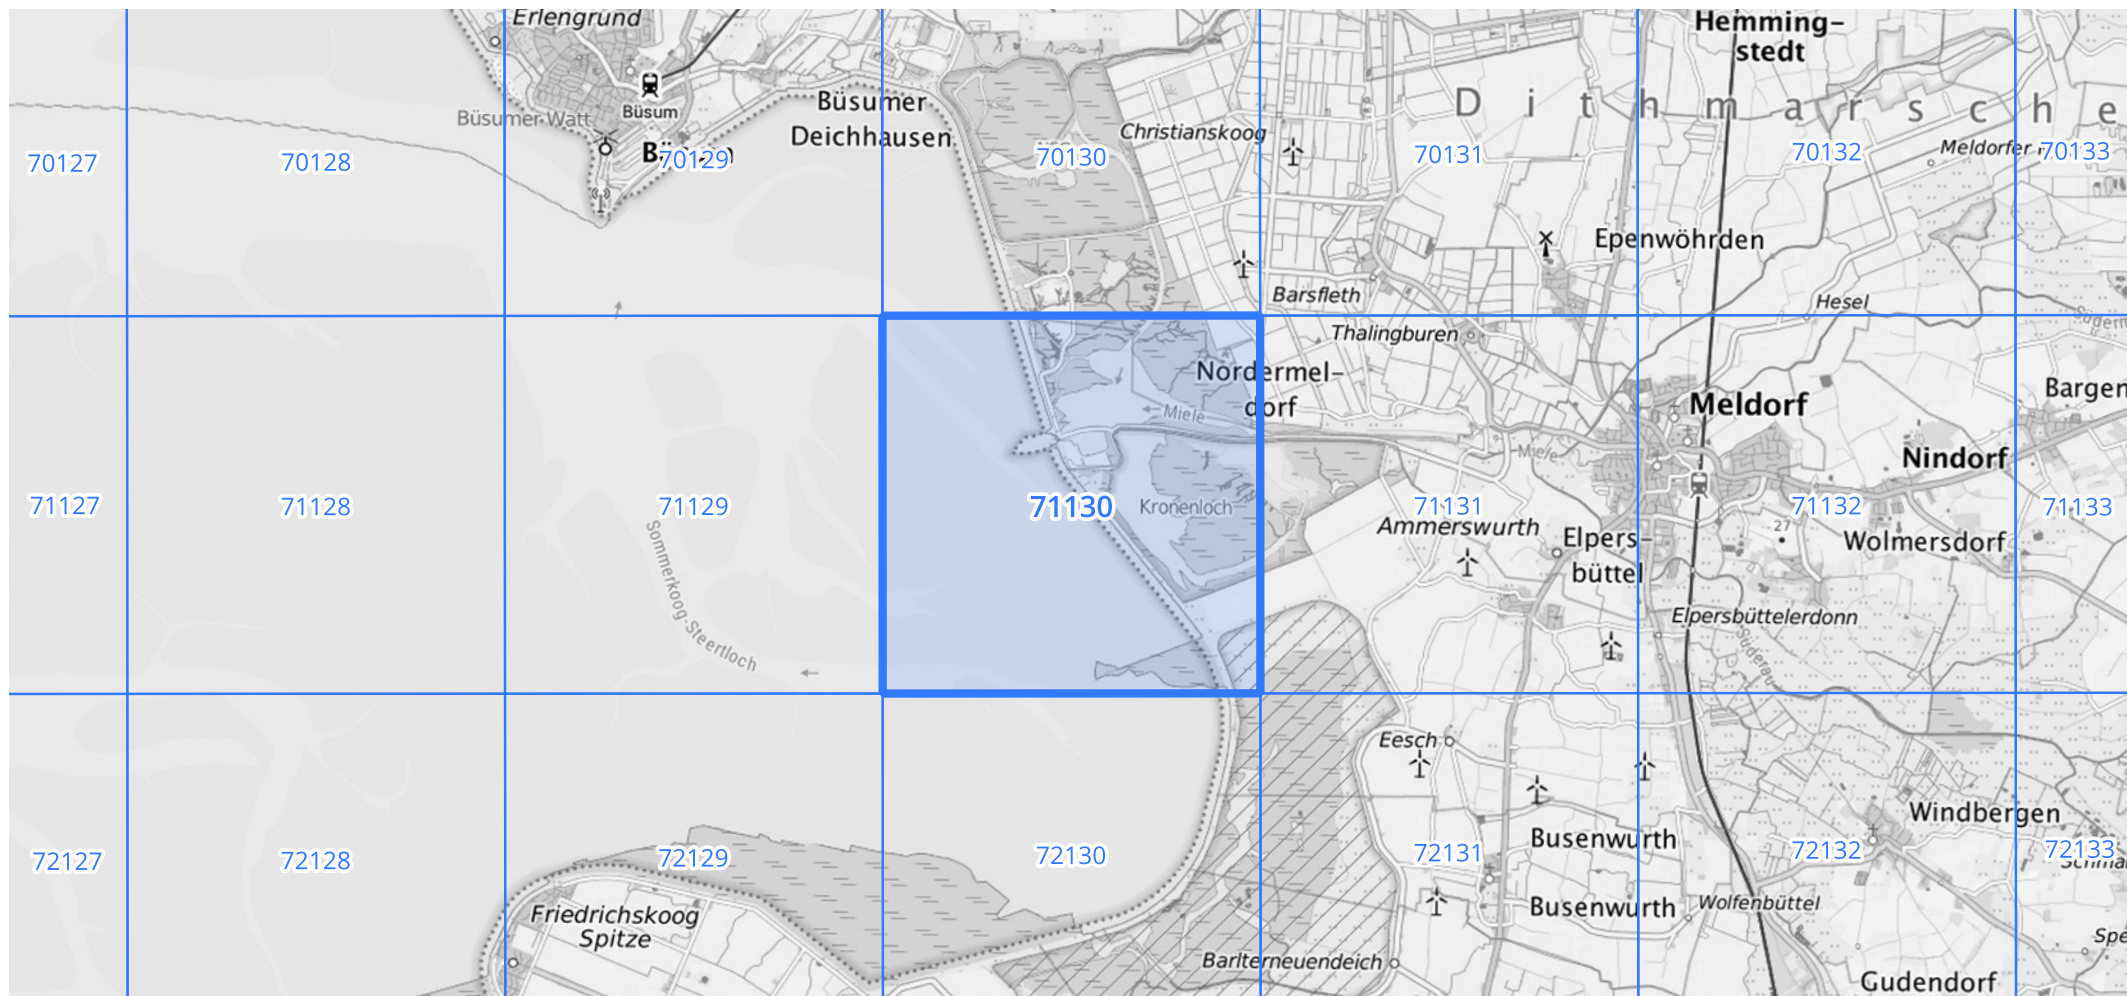 Erlengrund
Hemming-
stedt
Büsum
Büsumer
Deichhausen
Büsumer Watt
Christianskoog
Dithmarsche
Meldorfer
70127
70128
70129
70130
70131
70132
70133
Epenwöhrden
Barsfleth
Hesel
Thalingburen
Nordermel-
dorf
Miele
Meldorf
Bargen
Miele
Nindorf
71127
71128
71129
71130
Kronenloch
71131
71132
71133
Ammerswurth
27
Elpers-
büttel
Wolmersdorf
Sommerkoog-Steertloch
Elpersbüttelerdonn
Süderau
Eesch
Windbergen
Busenwurth
72127
72128
72129
72130
72131
72132
72133
Friedrichskoog
Spitze
Busenwurth
Wolfenbüttel
Barlterneuendeich
Gudendorf